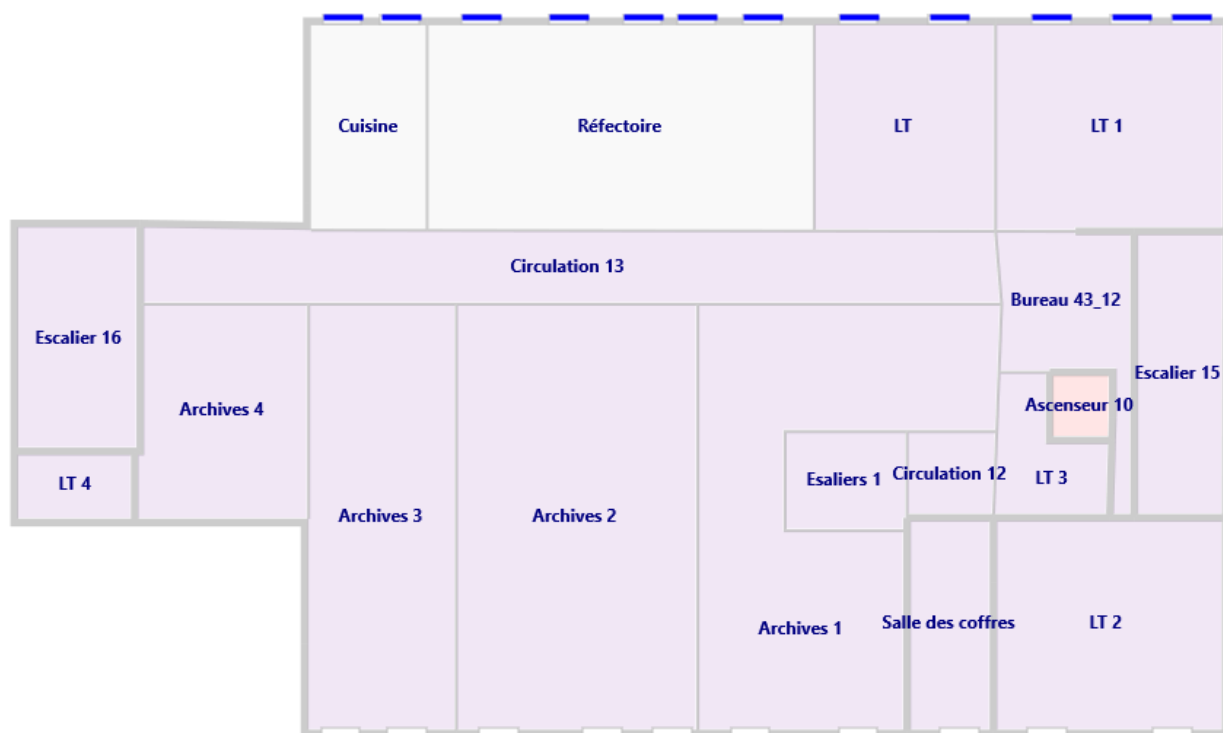 Cuisine
Réfectoire
LT
LT 1
Circulation 13
Bureau 43_12
Escalier 16
Escalier 15
Archives 4
Ascenseur 10
LT 4
Esaliers 1
Circulation 12
LT 3
Archives 3
Archives 2
Archives 1
Salle des coffres
LT 2